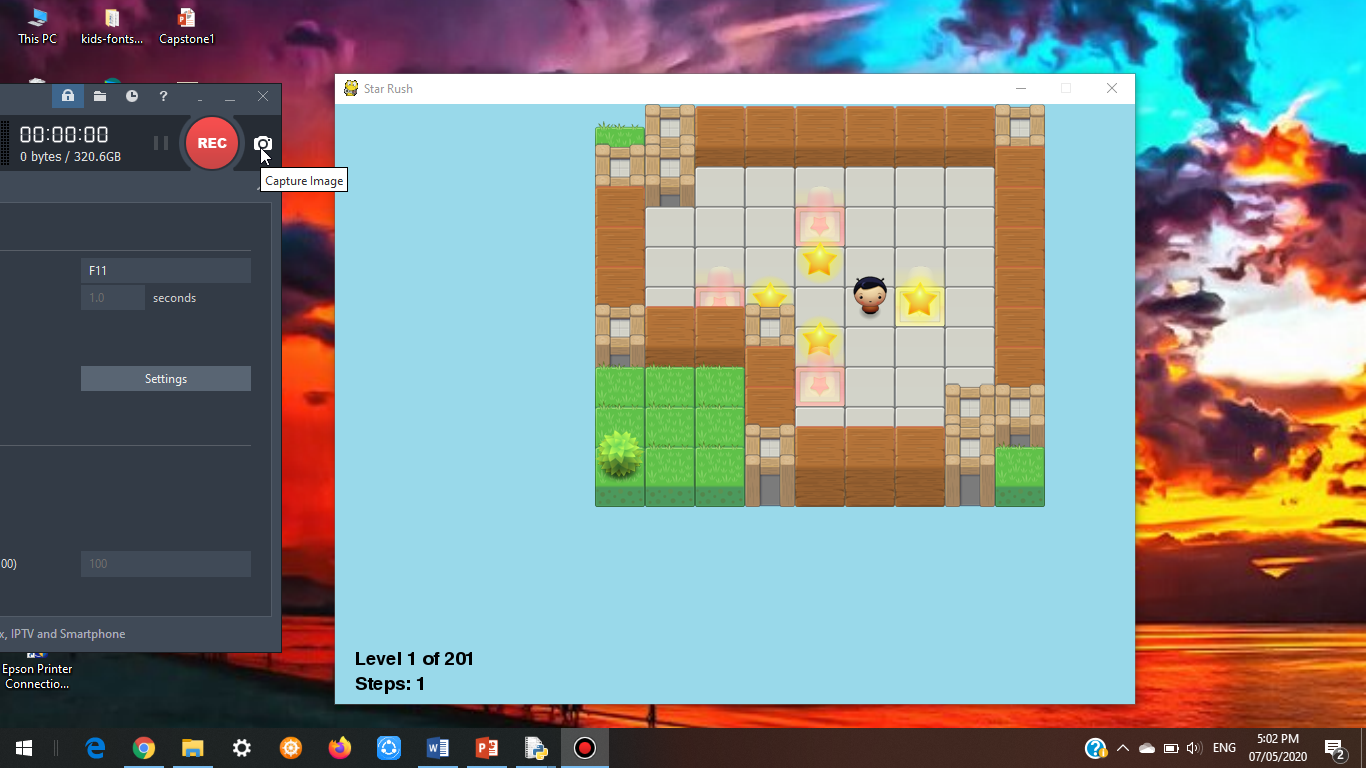 This PC
kids-fonts...
Capstone1
Star Rush
00:00:00
REC
0 bytes / 320.6GB
Capture Image
F11
1.0 seconds
Settings
00)
100
x, IPTV and Smartphone
Epson Printer
Connectio...
Level 1 of 201
Steps: 1
ENG
5:02 PM
07/05/2020
2